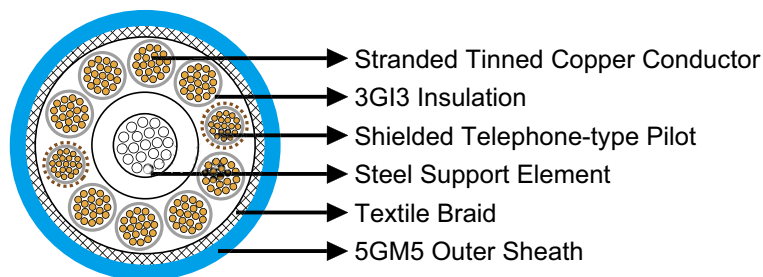 Stranded Tinned Copper Conductor
3GI3 Insulation
Shielded Telephone-type Pilot
Steel Support Element
Textile Braid
5GM5 Outer Sheath